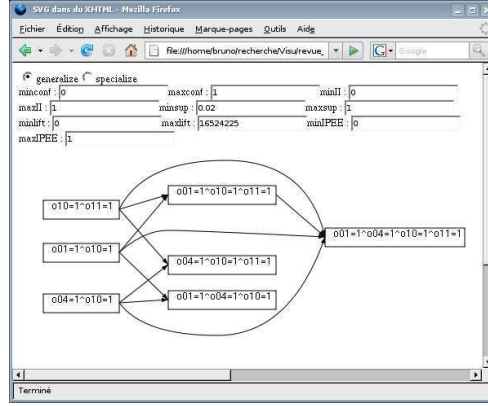 SVG dans du XHTML - Mozilla Firefox
Fichier Édition Affichage Historique Marque-pages Outils Aide
file:///home/bruno/recherche/Visu/revue_ Google
generalize specialize
minconf : 0 maxconf : 1 minII : 0
maxII : 1 minsup : 0.02 maxsup : 1
minlift : 0 maxlift : 16524225 minIPEE : 0
maxIPEE : 1
o01=1^o10=1^o11=1
o10=1^o11=1
o01=1^o04=1^o10=1^o11=1
o01=1^o10=1
o04=1^o10=1^o11=1
o04=1^o10=1
o01=1^o04=1^o10=1
Terminé